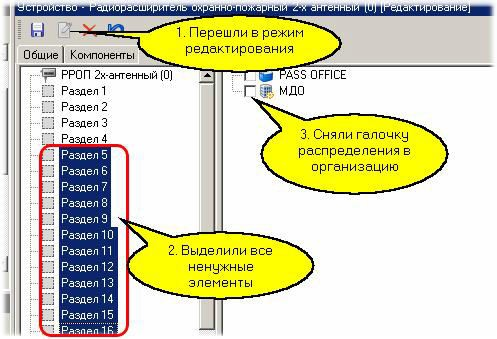 Устройство - Радиорасширитель охранно-пожарный 2-х антенный (0) [Редактирование]
1. Перешли в режим
редактирования
Общие
Компоненты
РРОП 2х-антенный (0)
Раздел 1
Раздел 2
Раздел 3
Раздел 4
Раздел 5
Раздел 6
Раздел 7
Раздел 8
Раздел 9
Раздел 10
Раздел 11
Раздел 12
Раздел 13
Раздел 14
Раздел 15
Раздел 16
PASS OFFICE
МДО
3. Сняли галочку
распределения в
организацию
2. Выделили все
ненужные
элементы